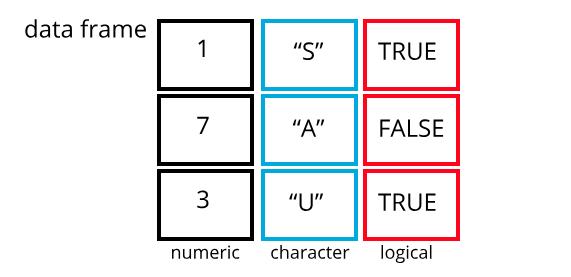 data frame
1 “S” TRUE
7 “A” FALSE
3 “U” TRUE
numeric character logical